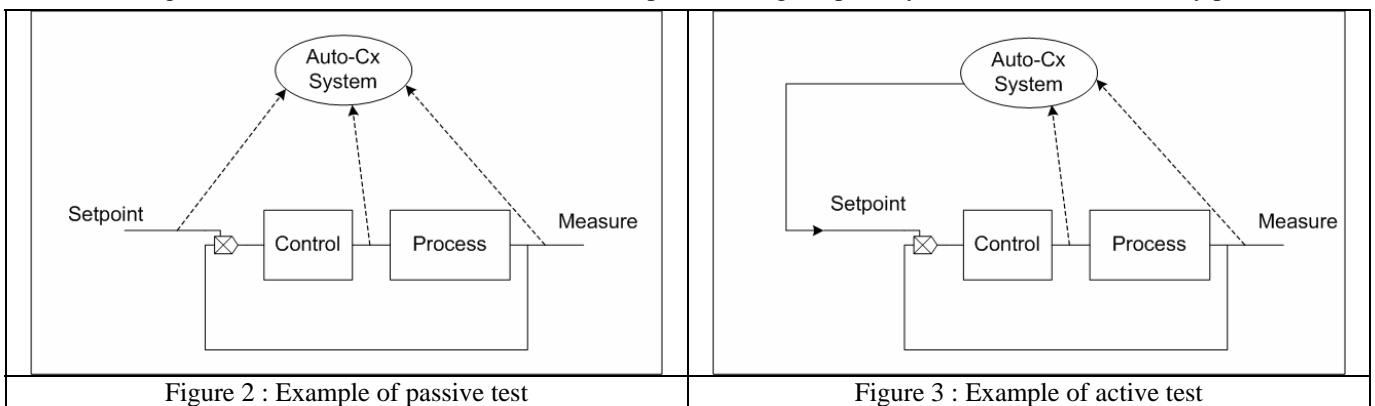 Auto-Cx
System
Setpoint
Control
Process
Measure
Figure 2 : Example of passive test
Auto-Cx
System
Setpoint
Control
Process
Measure
Figure 3 : Example of active test